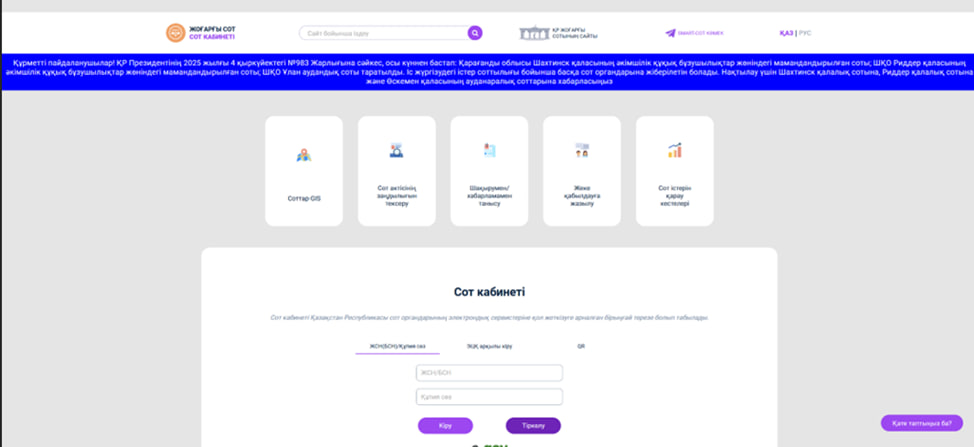 ЖОҒАРҒЫ СОТ
СОТ КАБИНЕТІ
Сайт бойынша іздеу
ҚР ЖОҒАРҒЫ
СОТЫНЫҢ САЙТЫ
SMART-СОТ КӨМЕК
ҚАЗ | РУС
Құрметті пайдаланушылар! ҚР Президентінің 2025 жылғы 4 қыркүйектегі №983 Жарлығына сәйкес, осы күннен бастап: Қарағанды облысы Шахтинск қаласының әкімшілік құқық бұзушылықтар жөніндегі мамандандырылған соты; ШҚО Риддер қаласының
әкімшілік құқық бұзушылықтар жөніндегі мамандандырылған соты; ШҚО Ұлан аудандық соты таратылды. Іс жүргізудегі істер соттылығы бойынша басқа сот органдарына жіберілетін болады. Нақтылау үшін Шахтинск қалалық сотына, Риддер қалалық сотына
және Өскемен қаласының ауданаралық соттарына хабарласыңыз
Соттар-GIS
Сот актісінің
заңдылығын
тексеру
Шақырумен/
хабарламамен
танысу
Жеке
қабылдауға
жазылу
Сот істерін
қарау
кестелері
Сот кабинеті
Сот кабинеті Қазақстан Республикасы сот органдарының электрондық сервистеріне қол жеткізуге арналған бірыңғай терезе болып табылады.
ЖСН(БСН)/Құпия сөз
ЭЦҚ арқылы кіру
QR
ЖСН/БСН
Құпия сөз
Кіру
Тіркелу
Қате таптыңыз ба?